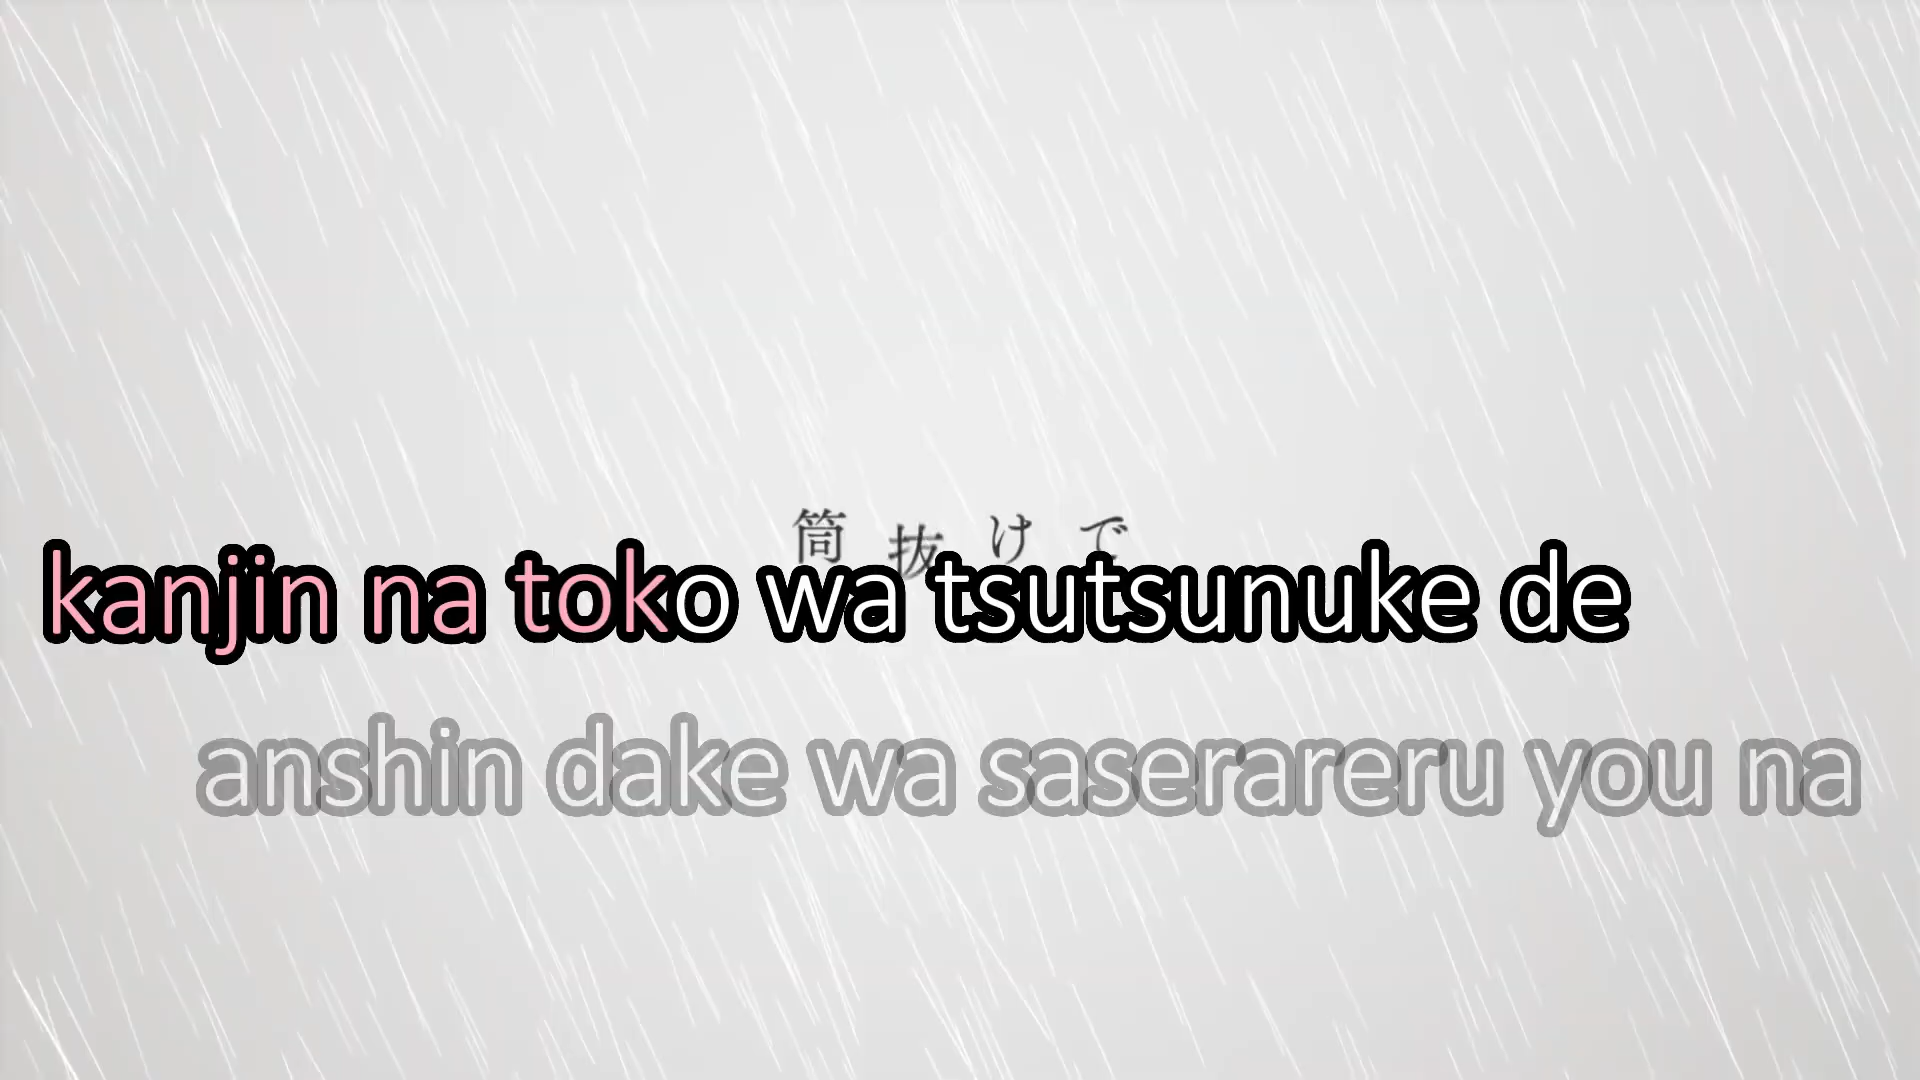 筒抜けで
kanjin na toko wa tsutsunuke de
anshin dake wa saserareru you na